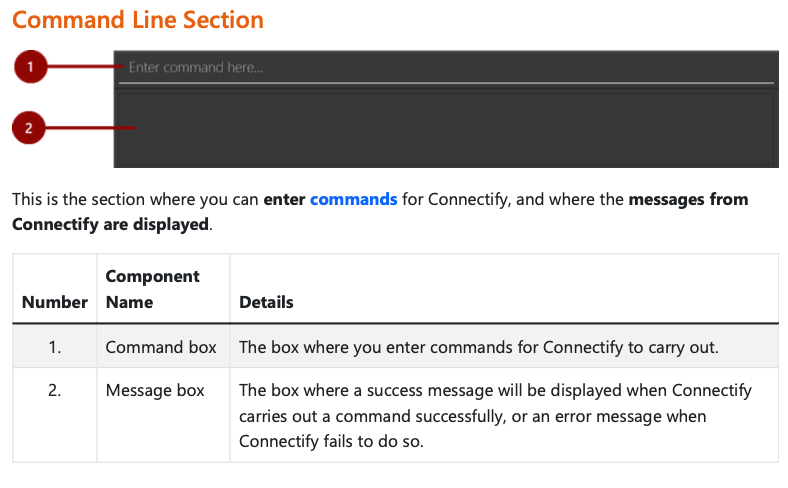 Command Line Section
1
Enter command here...
2
This is the section where you can enter commands for Connectify, and where the messages from
Connectify are displayed.
Component
Number Name Details
1. Command box The box where you enter commands for Connectify to carry out.
2. Message box The box where a success message will be displayed when Connectify
carries out a command successfully, or an error message when
Connectify fails to do so.